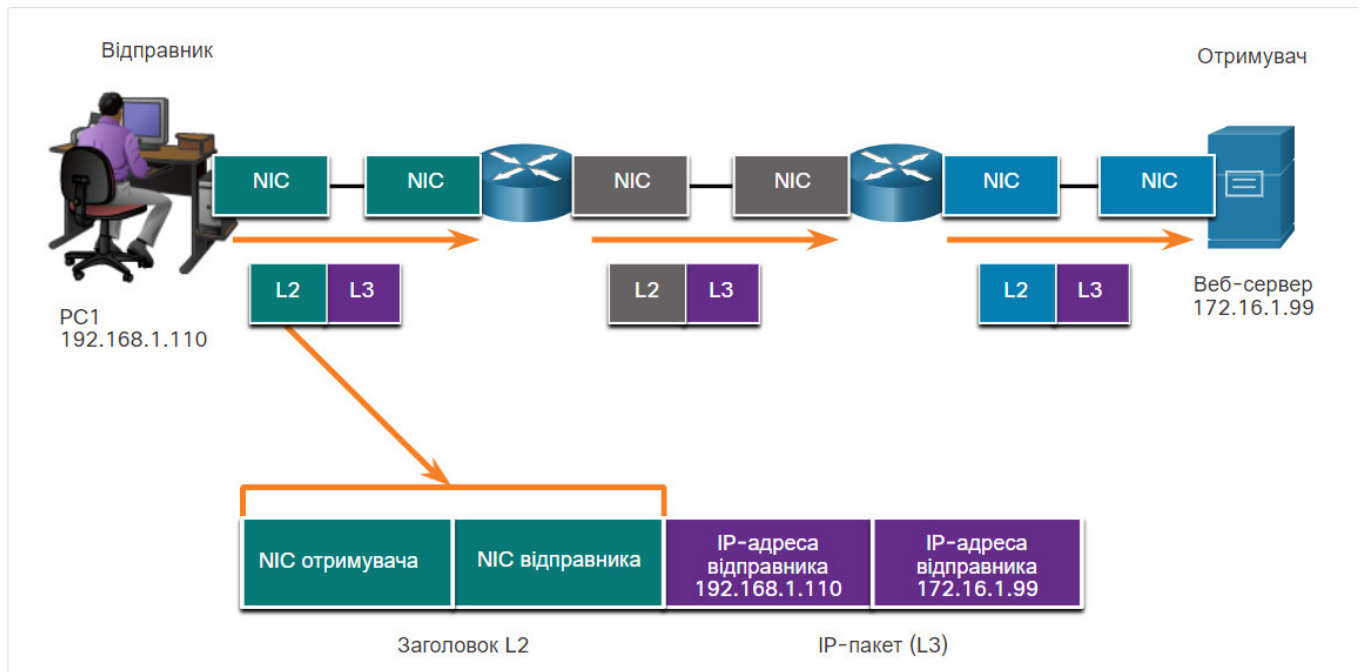 Відправник
Отримувач
NIC
NIC
NIC
NIC
NIC
NIC
L2
L3
L2
L3
L2
L3
PC1
192.168.1.110
Веб-сервер
172.16.1.99
NIC отримувача
NIC відправника
IP-адреса
відправника
192.168.1.110
IP-адреса
відправника
172.16.1.99
Заголовок L2
IP-пакет (L3)